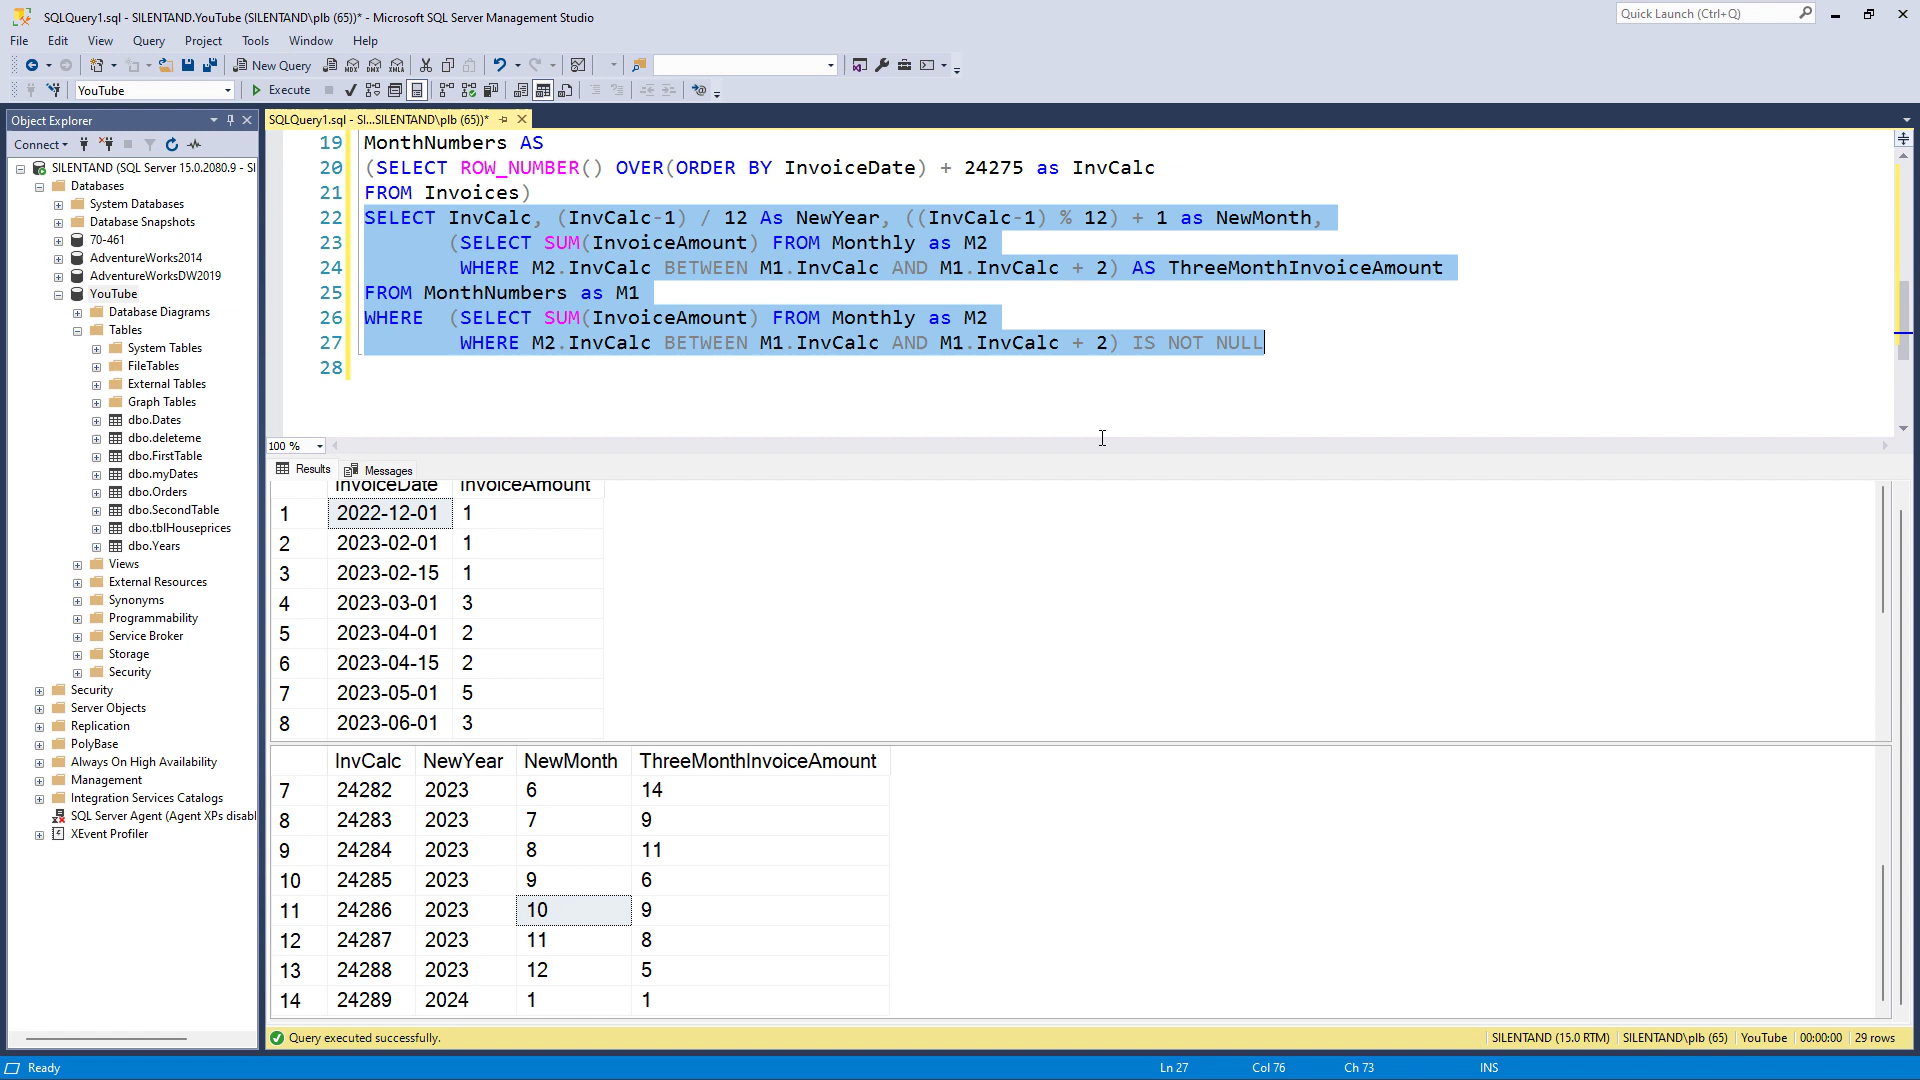 SQLQuery1.sql - SILENTAND.YouTube (SILENTAND\plb (65))* - Microsoft SQL Server Management Studio
Quick Launch (Ctrl+Q)
File Edit View Query Project Tools Window Help
New Query
YouTube
Execute
Object Explorer
SQLQuery1.sql - SI...SILENTAND\plb (65))*
Connect
SILENTAND (SQL Server 15.0.2080.9 - SI
Databases
System Databases
Database Snapshots
70-461
AdventureWorks2014
AdventureWorksDW2019
YouTube
Database Diagrams
Tables
System Tables
FileTables
External Tables
Graph Tables
dbo.Dates
dbo.deleteme
dbo.FirstTable
dbo.myDates
dbo.Orders
dbo.SecondTable
dbo.tblHouseprices
dbo.Years
Views
External Resources
Synonyms
Programmability
Service Broker
Storage
Security
Security
Server Objects
Replication
PolyBase
Always On High Availability
Management
Integration Services Catalogs
SQL Server Agent (Agent XPs disabl
XEvent Profiler
19 MonthNumbers AS
20 (SELECT ROW_NUMBER() OVER(ORDER BY InvoiceDate) + 24275 as InvCalc
21 FROM Invoices)
22 SELECT InvCalc, (InvCalc-1) / 12 As NewYear, ((InvCalc-1) % 12) + 1 as NewMonth,
23 (SELECT SUM(InvoiceAmount) FROM Monthly as M2
24 WHERE M2.InvCalc BETWEEN M1.InvCalc AND M1.InvCalc + 2) AS ThreeMonthInvoiceAmount
25 FROM MonthNumbers as M1
26 WHERE (SELECT SUM(InvoiceAmount) FROM Monthly as M2
27 WHERE M2.InvCalc BETWEEN M1.InvCalc AND M1.InvCalc + 2) IS NOT NULL
28
100 %
Results Messages
InvoiceDate InvoiceAmount
1 2022-12-01 1
2 2023-02-01 1
3 2023-02-15 1
4 2023-03-01 3
5 2023-04-01 2
6 2023-04-15 2
7 2023-05-01 5
8 2023-06-01 3
InvCalc NewYear NewMonth ThreeMonthInvoiceAmount
7 24282 2023 6 14
8 24283 2023 7 9
9 24284 2023 8 11
10 24285 2023 9 6
11 24286 2023 10 9
12 24287 2023 11 8
13 24288 2023 12 5
14 24289 2024 1 1
Query executed successfully.
SILENTAND (15.0 RTM) SILENTAND\plb (65) YouTube 00:00:00 29 rows
Ready Ln 27 Col 76 Ch 73 INS